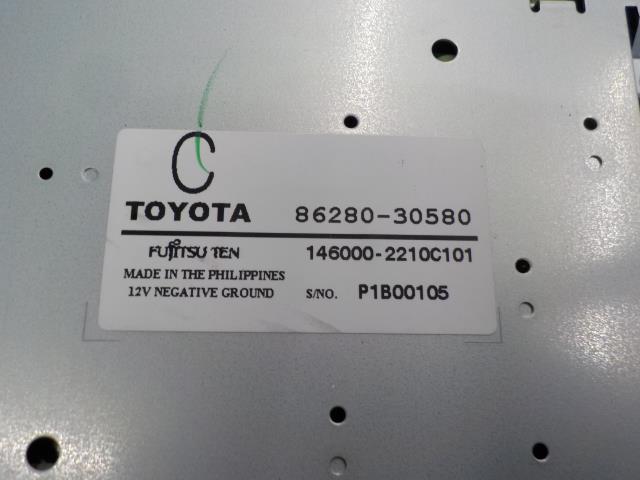 C
TOYOTA 86280-30580
FUJITSU TEN 146000-2210C101
MADE IN THE PHILIPPINES
12V NEGATIVE GROUND S/NO. P1B00105